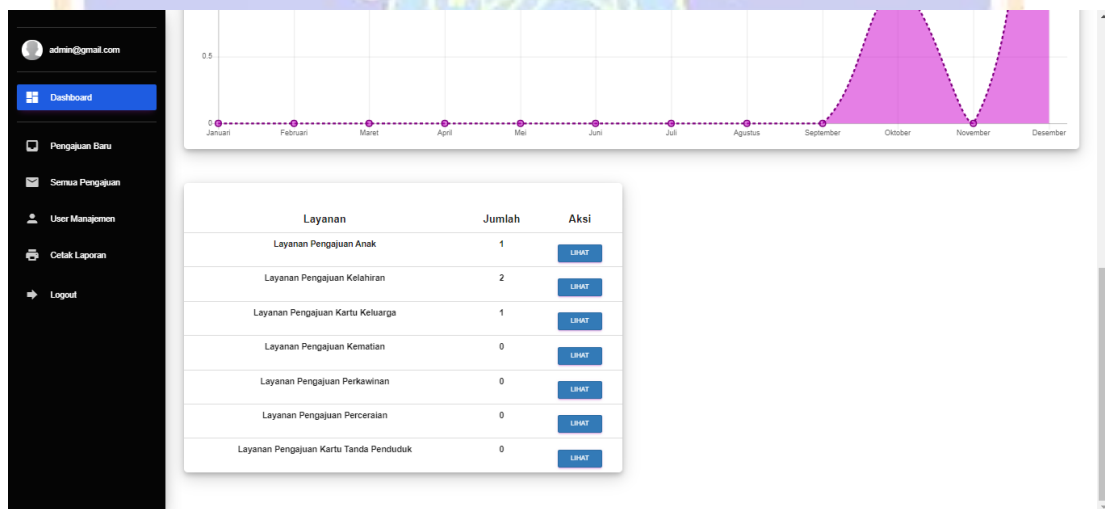 admin@gmail.com
Dashboard
Pengajuan Baru
Semua Pengajuan
User Manajemen
Cetak Laporan
Logout
0.5
0
Januari Februari Maret April Mei Juni Juli Agustus September Oktober November Desember
Layanan Jumlah Aksi
Layanan Pengajuan Anak 1 LIHAT
Layanan Pengajuan Kelahiran 2 LIHAT
Layanan Pengajuan Kartu Keluarga 1 LIHAT
Layanan Pengajuan Kematian 0 LIHAT
Layanan Pengajuan Perkawinan 0 LIHAT
Layanan Pengajuan Perceraian 0 LIHAT
Layanan Pengajuan Kartu Tanda Penduduk 0 LIHAT